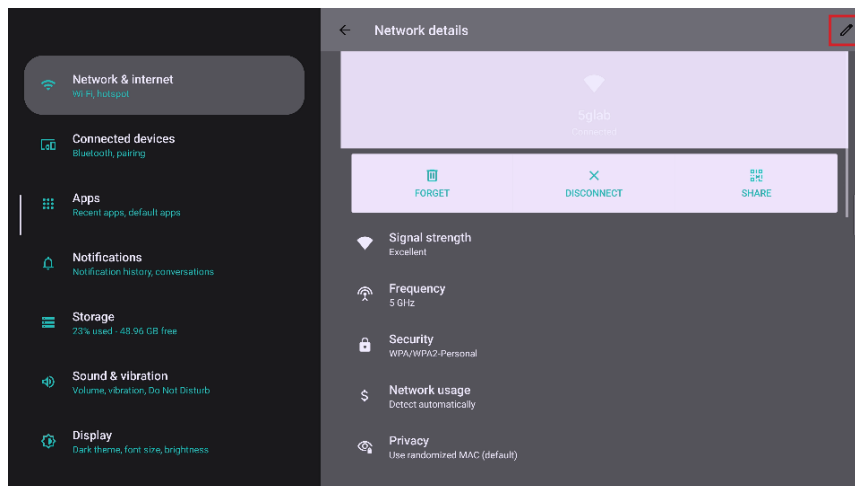 Network & internet
Wi Fi, hotspot
Connected devices
Bluetooth, pairing
Apps
Recent apps, default apps
Notifications
Notification history, conversations
Storage
23% used - 48.96 GB free
Sound & vibration
Volume, vibration, Do Not Disturb
Display
Dark theme, font size, brightness
Network details
5glab
Connected
FORGET
DISCONNECT
SHARE
Signal strength
Excellent
Frequency
5 GHz
Security
WPA/WPA2-Personal
Network usage
Detect automatically
Privacy
Use randomized MAC (default)